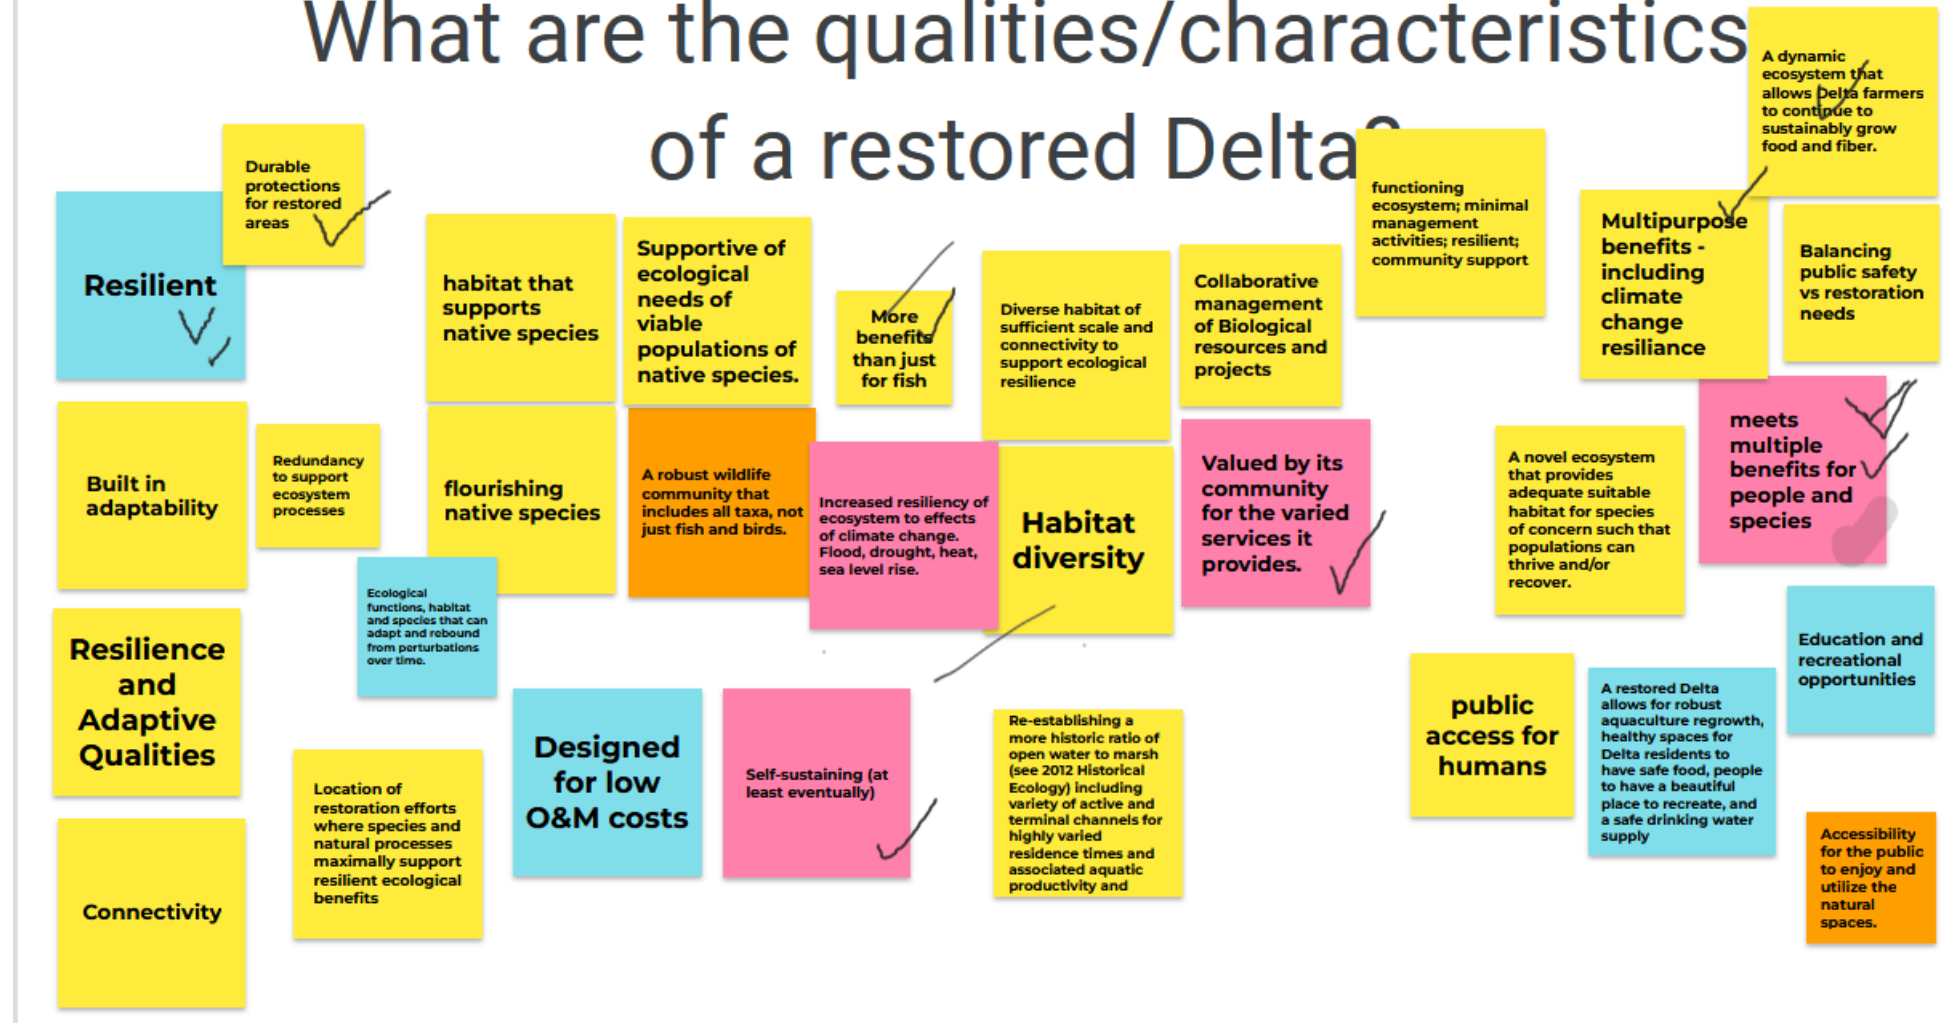 What are the qualities/characteristics
of a restored Delta?
A dynamic
ecosystem that
allows Delta farmers
to continue to
sustainably grow
food and fiber.
Durable
protections
for restored
areas
Resilient
habitat that
supports
native species
Supportive of
ecological
needs of
viable
populations of
native species.
More
benefits
than just
for fish
Diverse habitat of
sufficient scale and
connectivity to
support ecological
resilience
Collaborative
management
of Biological
resources and
projects
functioning
ecosystem; minimal
management
activities; resilient;
community support
Multipurpose
benefits -
including
climate
change
resiliance
Balancing
public safety
vs restoration
needs
Built in
adaptability
Redundancy
to support
ecosystem
processes
flourishing
native species
A robust wildlife
community that
includes all taxa, not
just fish and birds.
Increased resiliency of
ecosystem to effects
of climate change.
Flood, drought, heat,
sea level rise.
Habitat
diversity
Valued by its
community
for the varied
services it
provides.
A novel ecosystem
that provides
adequate suitable
habitat for species
of concern such that
populations can
thrive and/or
recover.
meets
multiple
benefits for
people and
species
Ecological
functions, habitat
and species that can
adapt and rebound
from perturbations
over time.
Resilience
and
Adaptive
Qualities
Designed
for low
O&M costs
Self-sustaining (at
least eventually)
Re-establishing a
more historic ratio of
open water to marsh
(see 2012 Historical
Ecology) including
variety of active and
terminal channels for
highly varied
residence times and
associated aquatic
productivity and
public
access for
humans
A restored Delta
allows for robust
aquaculture regrowth,
healthy spaces for
Delta residents to
have safe food, people
to have a beautiful
place to recreate, and
a safe drinking water
supply
Education and
recreational
opportunities
Location of
restoration efforts
where species and
natural processes
maximally support
resilient ecological
benefits
Connectivity
Accessibility
for the public
to enjoy and
utilize the
natural
spaces.